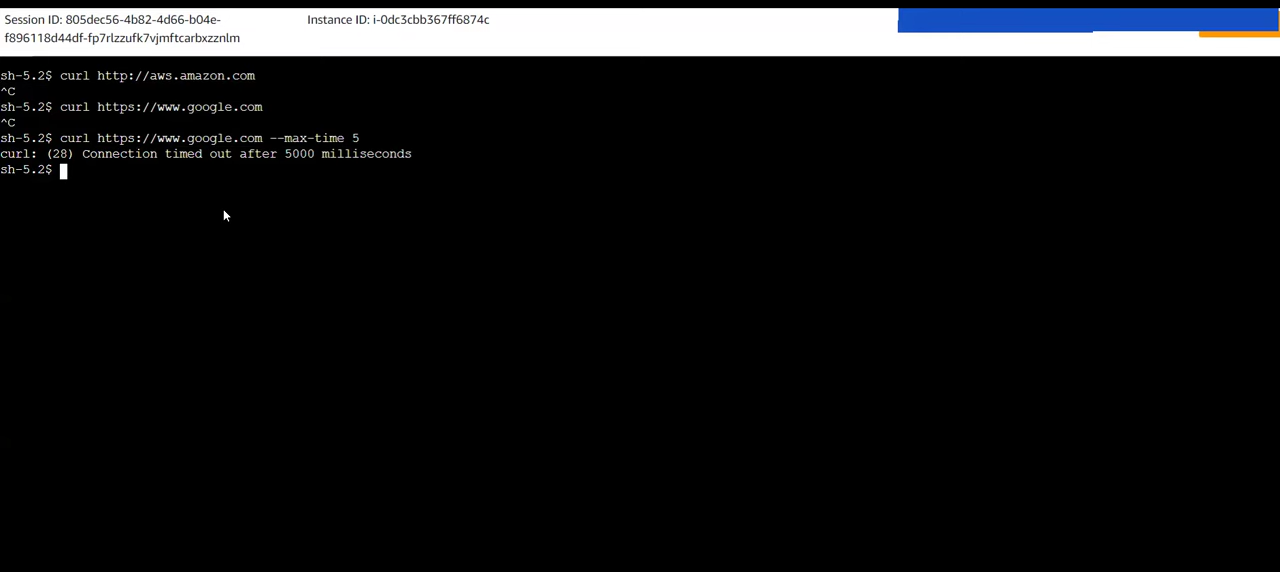 Session ID: 805dec56-4b82-4d66-b04e-
f896118d44df-fp7rlzzufk7vjmftcarbxzznlm
Instance ID: i-0dc3cbb367ff6874c
sh-5.2$ curl http://aws.amazon.com
^C
sh-5.2$ curl https://www.google.com
^C
sh-5.2$ curl https://www.google.com --max-time 5
curl: (28) Connection timed out after 5000 milliseconds
sh-5.2$